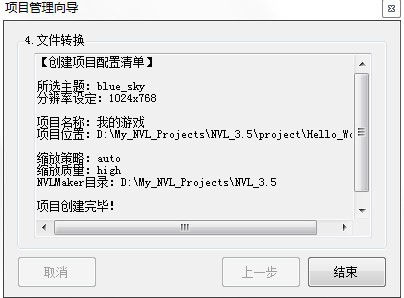 项目管理向导
4.文件转换
【创建项目配置清单】
所选主题：blue_sky
分辨率设定：1024x768
项目名称：我的游戏
项目位置：D:\My_NVL_Projects\NVL_3.5\project\Hello_Wo
缩放策略：auto
缩放质量：high
NVLMaker目录：D:\My_NVL_Projects\NVL_3.5
项目创建完毕！
取消
上一步
结束